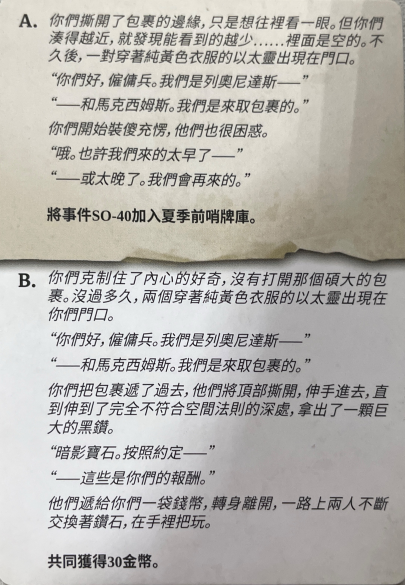 A. 你們撕開了包裹的邊緣，只是想往裡看一眼。但你們
湊得越近，就發現能看到的越少……裡面是空的。不
久後，一對穿著純黃色衣服的以太靈出現在門口。
“你們好，僱傭兵。我們是列奧尼達斯──”
“──和馬克西姆斯。我們是來取包裹的。”
你們開始裝傻充愣，他們也很困惑。
“哦。也許我們來的太早了──”
“──或太晚了。我們會再來的。”
將事件SO-40加入夏季前哨牌庫。
B. 你們克制住了內心的好奇，沒有打開那個碩大的包
裹。沒過多久，兩個穿著純黃色衣服的以太靈出現在
你們門口。
“你們好，僱傭兵。我們是列奧尼達斯──”
“──和馬克西姆斯。我們是來取包裹的。”
你們把包裹遞了過去，他們將頂部撕開，伸手進去，直
到伸到了完全不符合空間法則的深處，拿出了一顆巨
大的黑鑽。
“暗影寶石。按照約定──”
“──這些是你們的報酬。”
他們遞給你們一袋錢幣，轉身離開，一路上兩人不斷
交換著鑽石，在手裡把玩。
共同獲得30金幣。